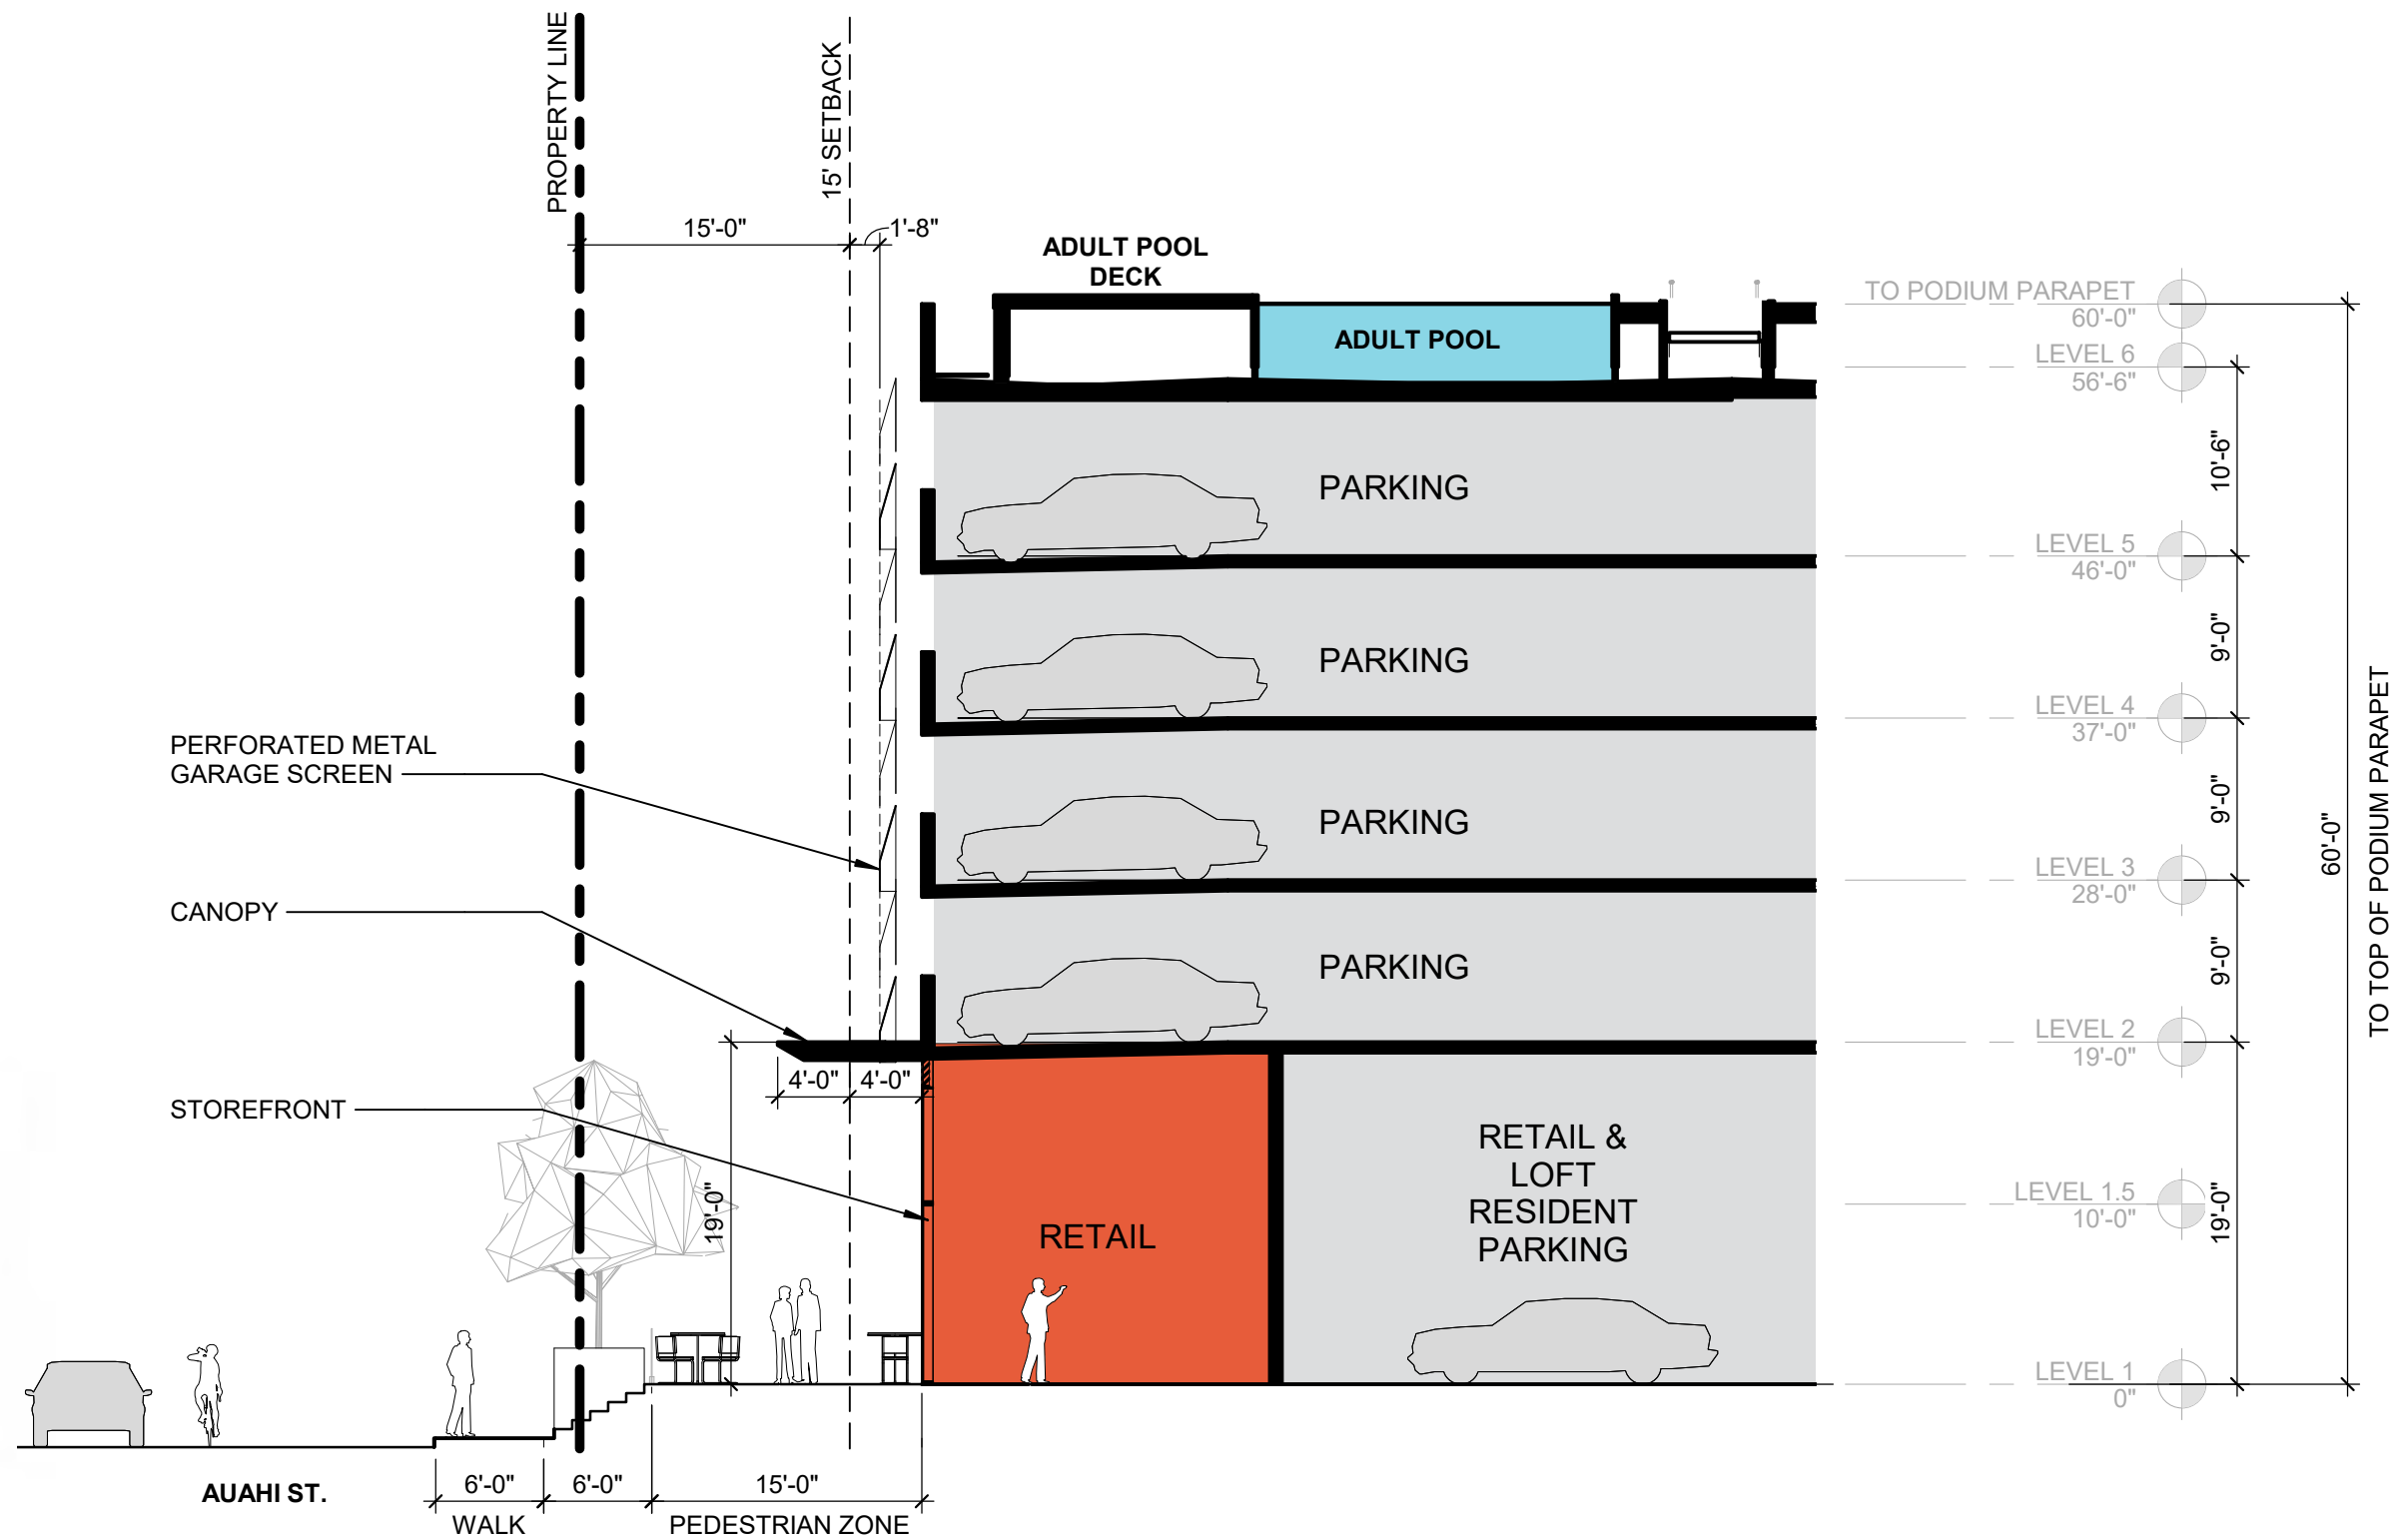 PROPERTY LINE
15' SETBACK
15'-0"
1'-8"
ADULT POOL
DECK
ADULT POOL
TO PODIUM PARAPET
60'-0"
LEVEL 6
56'-6"
10'-6"
PARKING
LEVEL 5
46'-0"
9'-0"
PARKING
LEVEL 4
37'-0"
TO TOP OF PODIUM PARAPET
60'-0"
PERFORATED METAL
GARAGE SCREEN
9'-0"
PARKING
LEVEL 3
28'-0"
CANOPY
9'-0"
PARKING
LEVEL 2
19'-0"
4'-0"
4'-0"
STOREFRONT
19'-0"
RETAIL
RETAIL &
LOFT
RESIDENT
PARKING
LEVEL 1.5
10'-0"
19'-0"
LEVEL 1
0"
AUAHI ST.
6'-0"
6'-0"
15'-0"
WALK
PEDESTRIAN ZONE